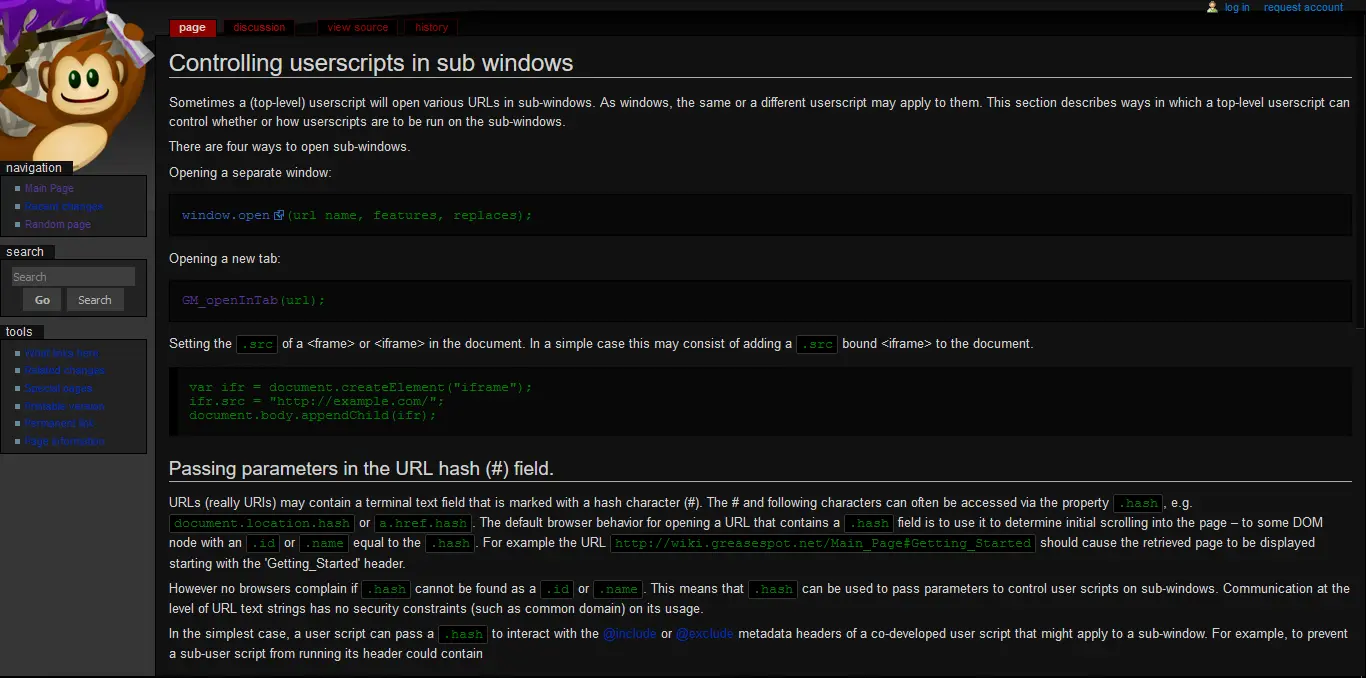 log in request account
page discussion view source history
Controlling userscripts in sub windows
Sometimes a (top-level) userscript will open various URLs in sub-windows. As windows, the same or a different userscript may apply to them. This section describes ways in which a top-level userscript can
control whether or how userscripts are to be run on the sub-windows.
There are four ways to open sub-windows.
Opening a separate window:
window.open(url name, features, replaces);
Opening a new tab:
GM_openInTab(url);
Setting the .src of a <frame> or <iframe> in the document. In a simple case this may consist of adding a .src bound <iframe> to the document.
var ifr = document.createElement("iframe");
ifr.src = "http://example.com/";
document.body.appendChild(ifr);
Passing parameters in the URL hash (#) field.
URLs (really URIs) may contain a terminal text field that is marked with a hash character (#). The # and following characters can often be accessed via the property .hash, e.g.
document.location.hash or a.href.hash. The default browser behavior for opening a URL that contains a .hash field is to use it to determine initial scrolling into the page – to some DOM
node with an .id or .name equal to the .hash. For example the URL http://wiki.greasespot.net/Main_Page#Getting_Started should cause the retrieved page to be displayed
starting with the 'Getting_Started' header.
However no browsers complain if .hash cannot be found as a .id or .name. This means that .hash can be used to pass parameters to control user scripts on sub-windows. Communication at the
level of URL text strings has no security constraints (such as common domain) on its usage.
In the simplest case, a user script can pass a .hash to interact with the @include or @exclude metadata headers of a co-developed user script that might apply to a sub-window. For example, to prevent
a sub-user script from running its header could contain
navigation
Main Page
Recent changes
Random page
search
Search
Go Search
tools
What links here
Related changes
Special pages
Printable version
Permanent link
Page information